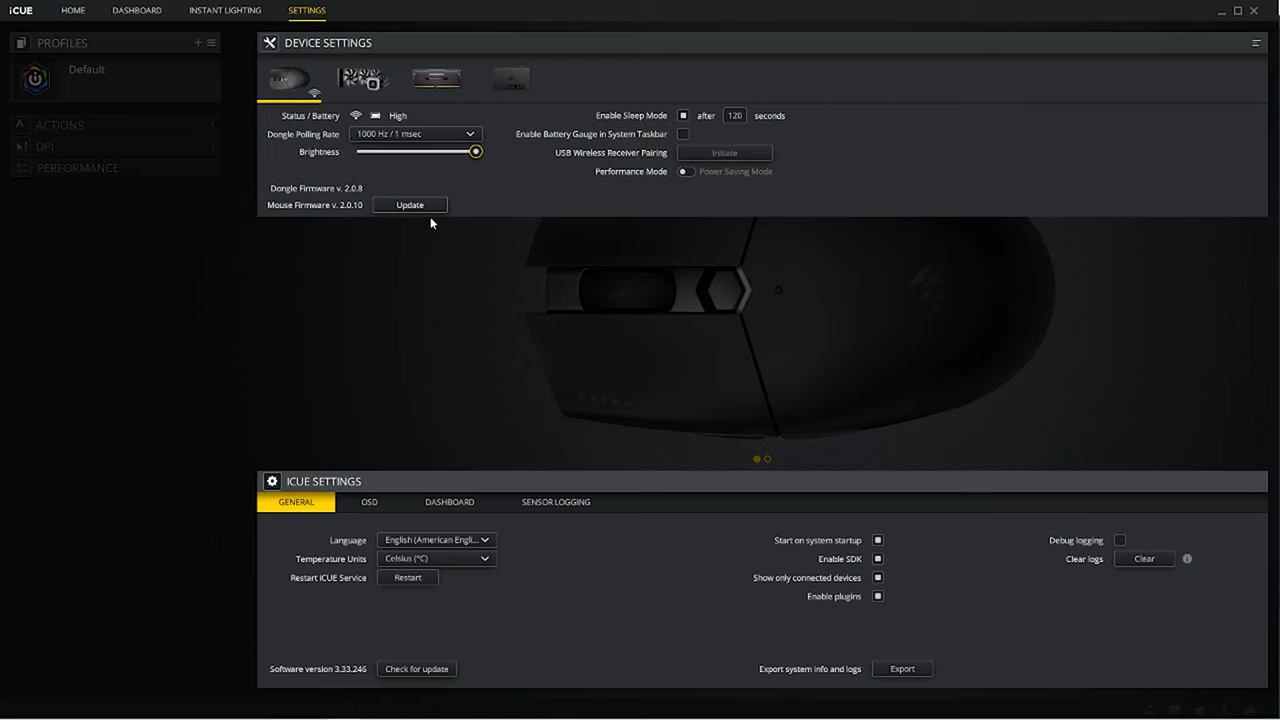 iCUE HOME DASHBOARD INSTANT LIGHTING SETTINGS
PROFILES
Default
ACTIONS
DPI
PERFORMANCE
DEVICE SETTINGS
Status / Battery High
Dongle Polling Rate 1000 Hz / 1 msec
Brightness
Dongle Firmware v. 2.0.8
Mouse Firmware v. 2.0.10 Update
Enable Sleep Mode after 120 seconds
Enable Battery Gauge in System Taskbar
USB Wireless Receiver Pairing Initiate
Performance Mode Power Saving Mode
iCUE SETTINGS
GENERAL OSD DASHBOARD SENSOR LOGGING
Language English (American Engli...
Temperature Units Celsius (°C)
Restart iCUE Service Restart
Start on system startup
Enable SDK
Show only connected devices
Enable plugins
Debug logging
Clear logs Clear
Software version 3.33.246 Check for update
Export system info and logs Export